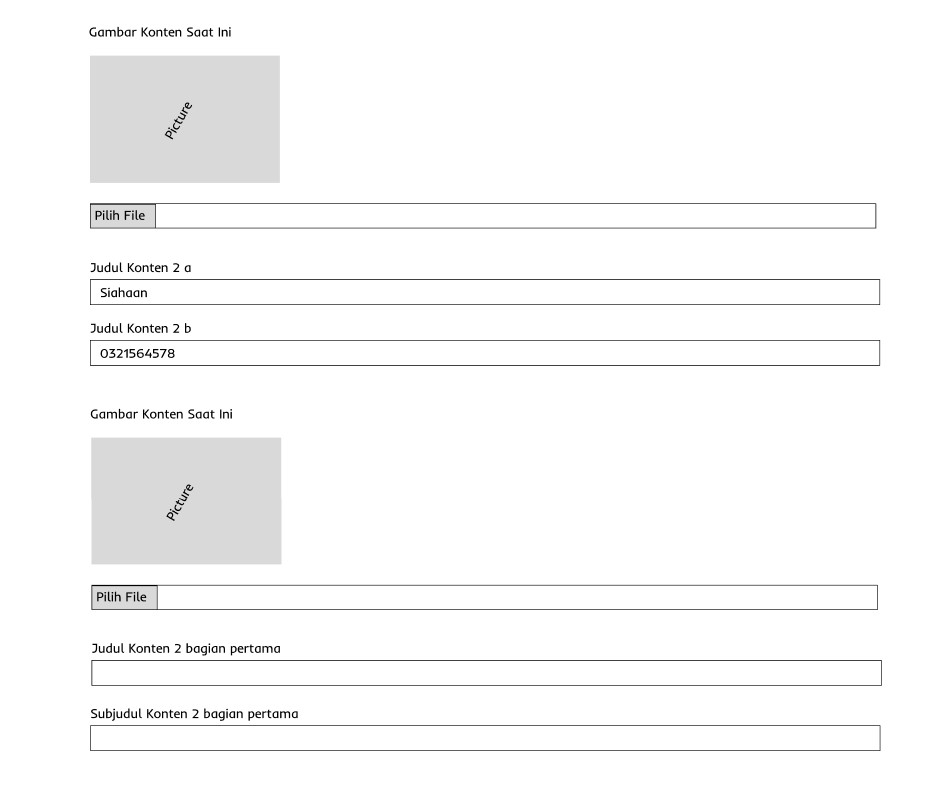 Gambar Konten Saat Ini
Picture
Pilih File
Judul Konten 2 a
Siahaan
Judul Konten 2 b
0321564578
Gambar Konten Saat Ini
Picture
Pilih File
Judul Konten 2 bagian pertama
Subjudul Konten 2 bagian pertama